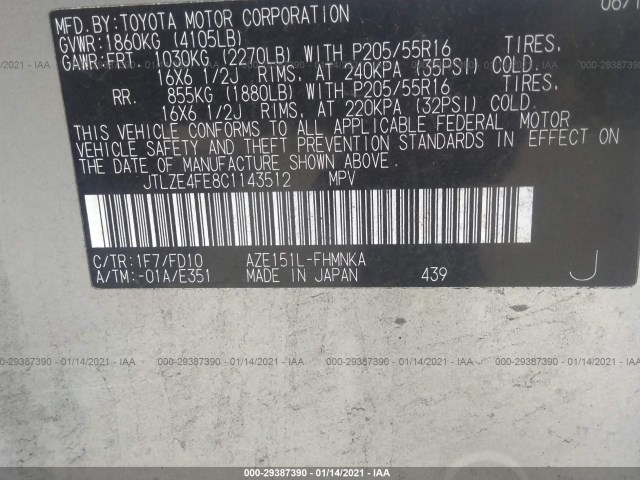 MFD.BY:TOYOTA MOTOR CORPORATION
GVWR:1860KG (4105LB)
GAWR:FRT. 1030KG (2270LB) WITH P205/55R16 TIRES,
16X6 1/2J RIMS, AT 240KPA (35PSI) COLD.
RR. 855KG (1880LB) WITH P205/55R16 TIRES,
16X6 1/2J RIMS, AT 220KPA (32PSI) COLD.
THIS VEHICLE CONFORMS TO ALL APPLICABLE FEDERAL MOTOR
VEHICLE SAFETY AND THEFT PREVENTION STANDARDS IN EFFECT ON
THE DATE OF MANUFACTURE SHOWN ABOVE.
JTLZE4FE8C1143512 MPV
C/TR:1F7/FD10 AZE151L-FHMNKA
A/TM:-01A/E351 MADE IN JAPAN 439 J
000-29387390 - 01/14/2021 - IAA